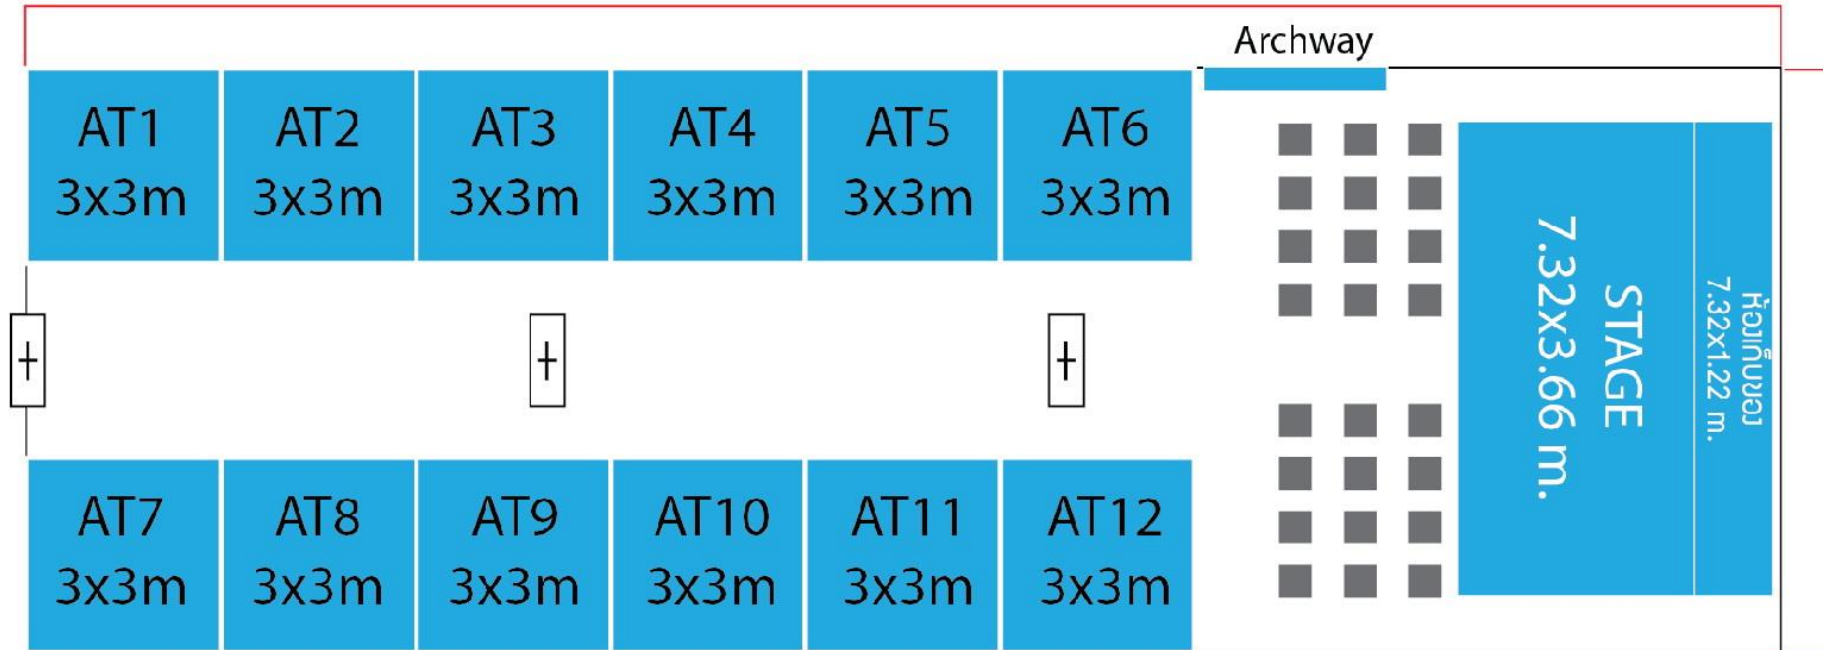 Archway
AT1
3x3m
AT2
3x3m
AT3
3x3m
AT4
3x3m
AT5
3x3m
AT6
3x3m
AT7
3x3m
AT8
3x3m
AT9
3x3m
AT10
3x3m
AT11
3x3m
AT12
3x3m
STAGE
7.32x3.66 m.
ห้องเก็บของ
7.32x1.22 m.